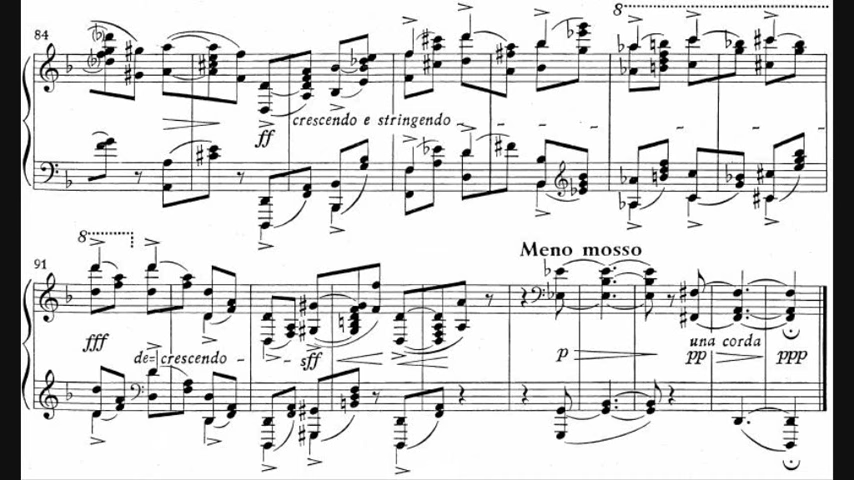 84
8
ff crescendo e stringendo
91
8
Meno mosso
fff de= crescendo - - sff p una corda
pp ppp